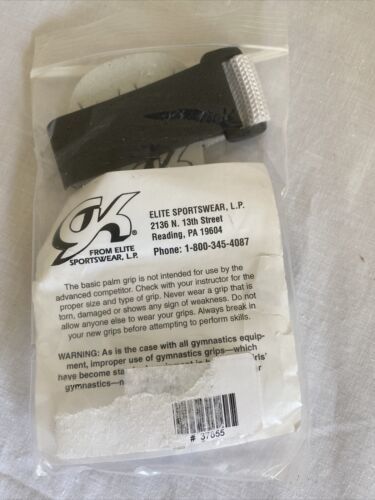 GK®
FROM ELITE
SPORTSWEAR, L.P.
ELITE SPORTSWEAR, L.P.
2136 N. 13th Street
Reading, PA 19604
Phone: 1-800-345-4087
The basic palm grip is not intended for use by the
advanced competitor. Check with your instructor for the
proper size and type of grip. Never wear a grip that is
torn, damaged or shows any sign of weakness. Do not
allow anyone else to wear your grips. Always break in
your new grips before attempting to perform skills.
WARNING: As is the case with all gymnastics equip-
ment, improper use of gymnastics grips—which
have become
gymnastics—
# 37655